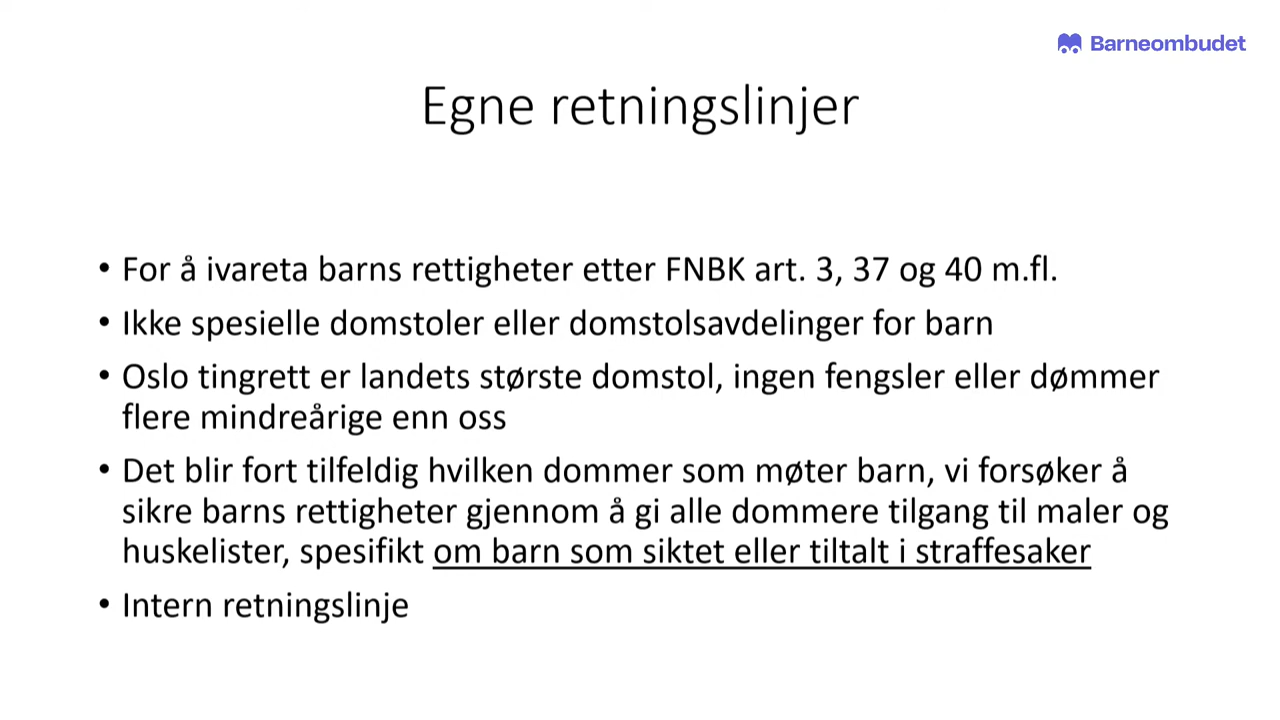 Barneombudet
Egne retningslinjer
• For å ivareta barns rettigheter etter FNBK art. 3, 37 og 40 m.fl.
• Ikke spesielle domstoler eller domstolsavdelinger for barn
• Oslo tingrett er landets største domstol, ingen fengsler eller dømmer
flere mindreårige enn oss
• Det blir fort tilfeldig hvilken dommer som møter barn, vi forsøker å
sikre barns rettigheter gjennom å gi alle dommere tilgang til maler og
huskelister, spesifikt om barn som siktet eller tiltalt i straffesaker
• Intern retningslinje